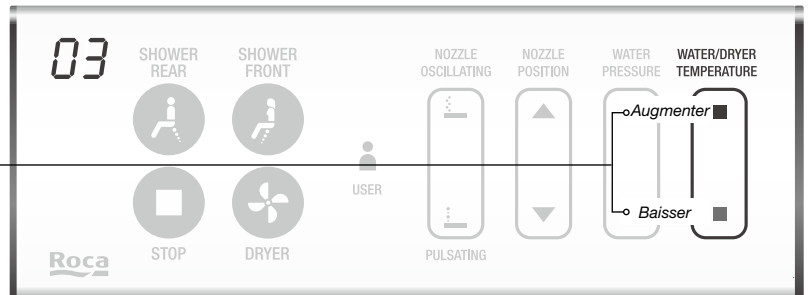 03
SHOWER
REAR
SHOWER
FRONT
NOZZLE
OSCILLATING
NOZZLE
POSITION
WATER
PRESSURE
WATER/DRYER
TEMPERATURE
Augmenter
USER
Baisser
STOP
DRYER
PULSATING
Roca